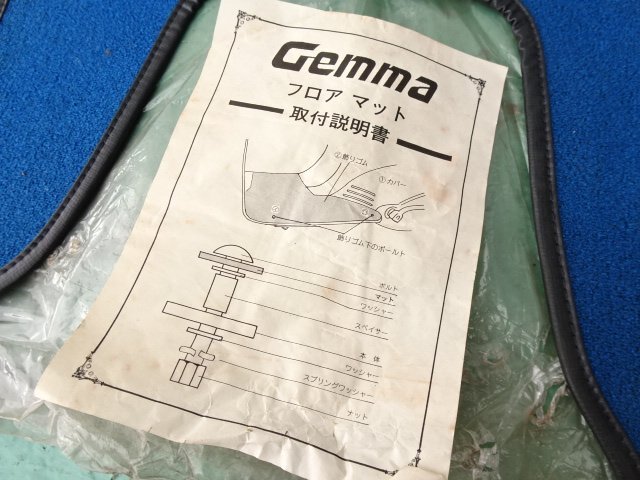 Gemma
フロア マット
取付説明書
②飾りゴム
①カバー
飾りゴム下のボールト
ボルト
マット
ワッシャー
スペイサー
本体
ワッシャー
スプリングワッシャー
ナット